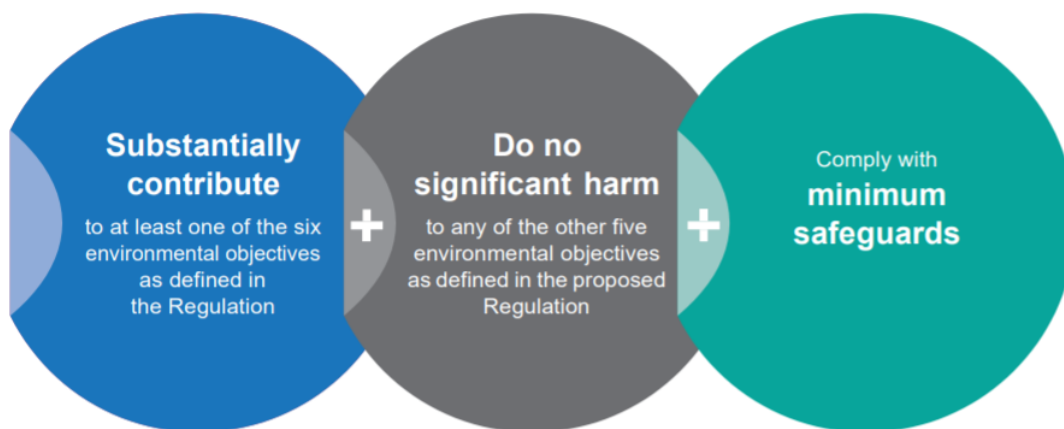 Substantially
contribute
to at least one of the six
environmental objectives
as defined in
the Regulation
+
Do no
significant harm
to any of the other five
environmental objectives
as defined in the proposed
Regulation
+
Comply with
minimum
safeguards